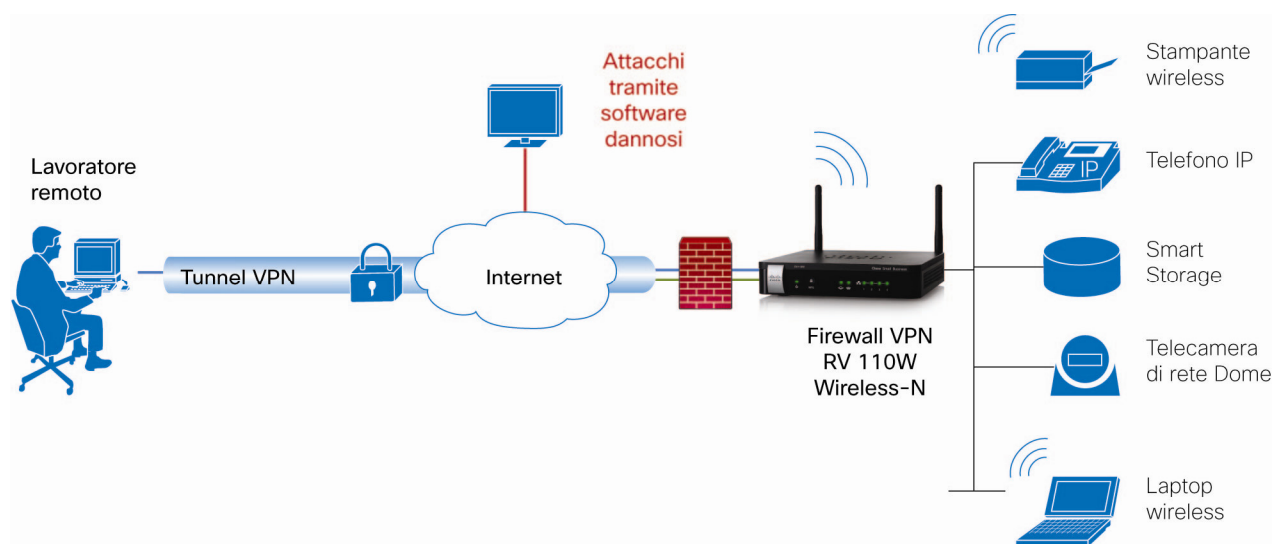 Attacchi
tramite
software
dannosi
Lavoratore
remoto
Tunnel VPN
Internet
Firewall VPN
RV 110W
Wireless-N
Stampante
wireless
Telefono IP
IP
Smart
Storage
Telecamera
di rete Dome
Laptop
wireless